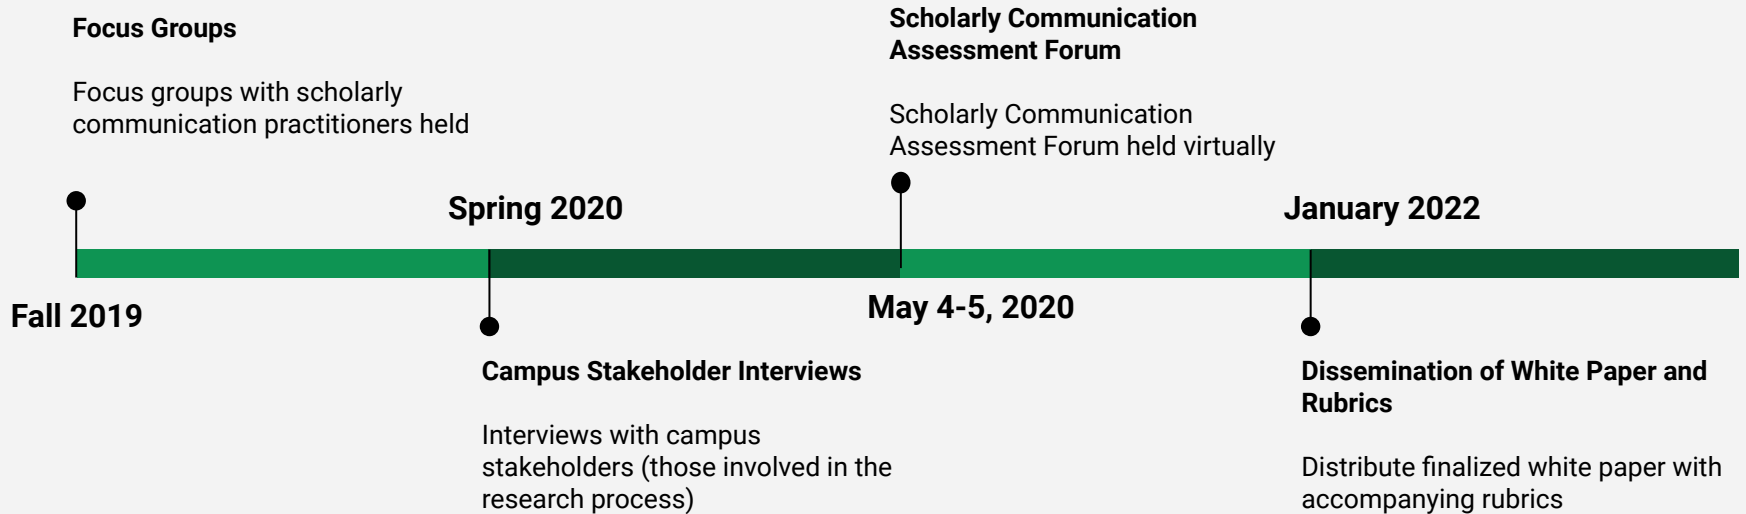 Focus Groups
Focus groups with scholarly
communication practitioners held
Fall 2019
Spring 2020
Campus Stakeholder Interviews
Interviews with campus
stakeholders (those involved in the
research process)
Scholarly Communication
Assessment Forum
Scholarly Communication
Assessment Forum held virtually
May 4-5, 2020
January 2022
Dissemination of White Paper and
Rubrics
Distribute finalized white paper with
accompanying rubrics